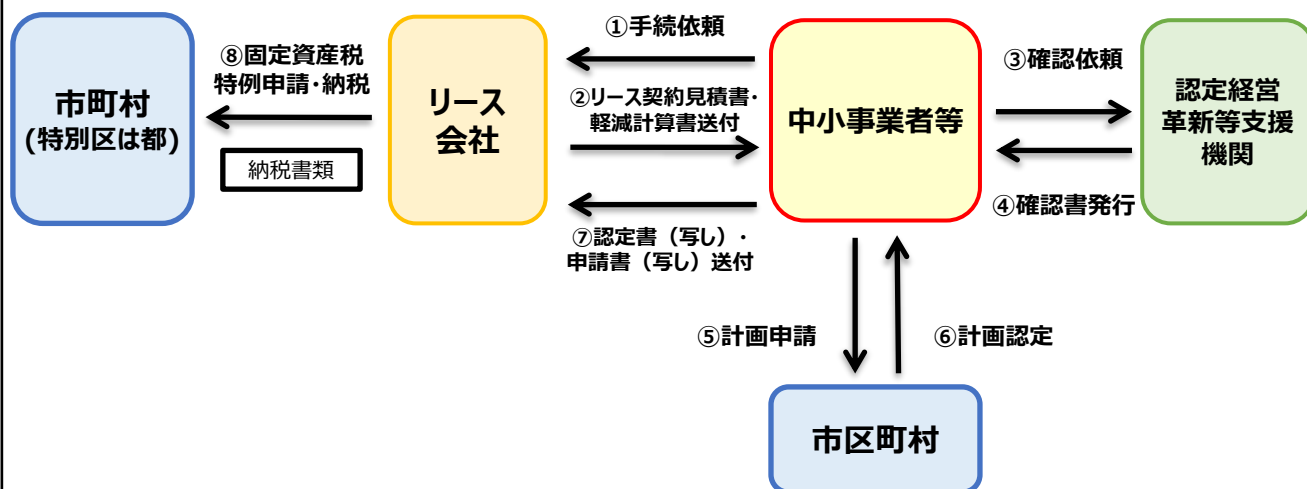 市町村
(特別区は都)
⑧固定資産税
特例申請・納税
納税書類
リース
会社
①手続依頼
②リース契約見積書・
軽減計算書送付
⑦認定書（写し）・
申請書（写し）送付
中小事業者等
③確認依頼
④確認書発行
認定経営
革新等支援
機関
⑤計画申請
⑥計画認定
市区町村